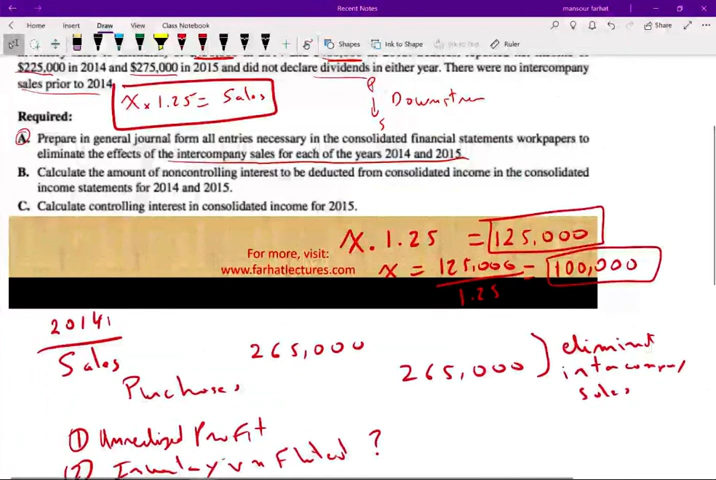 Recent Notes
mansour farhat
File Home Insert Draw View Class Notebook
Share
Shapes Ink to Shape Ink to Math Ruler
$225,000 in 2014 and $275,000 in 2015 and did not declare dividends in either year. There were no intercompany
sales prior to 2014.
X x 1.25 = Sales
P
Downstream
S
Required:
A. Prepare in general journal form all entries necessary in the consolidated financial statements workpapers to
eliminate the effects of the intercompany sales for each of the years 2014 and 2015.
B. Calculate the amount of noncontrolling interest to be deducted from consolidated income in the consolidated
income statements for 2014 and 2015.
C. Calculate controlling interest in consolidated income for 2015.
X . 1.25 = 125,000
For more, visit:
www.farhatlectures.com
x = 125,000 = 100,000
1.25
2014
Sales 265,000
Purchases 265,000
eliminat
intercompany
sales
① Unrealized Profit
② Inventory
?